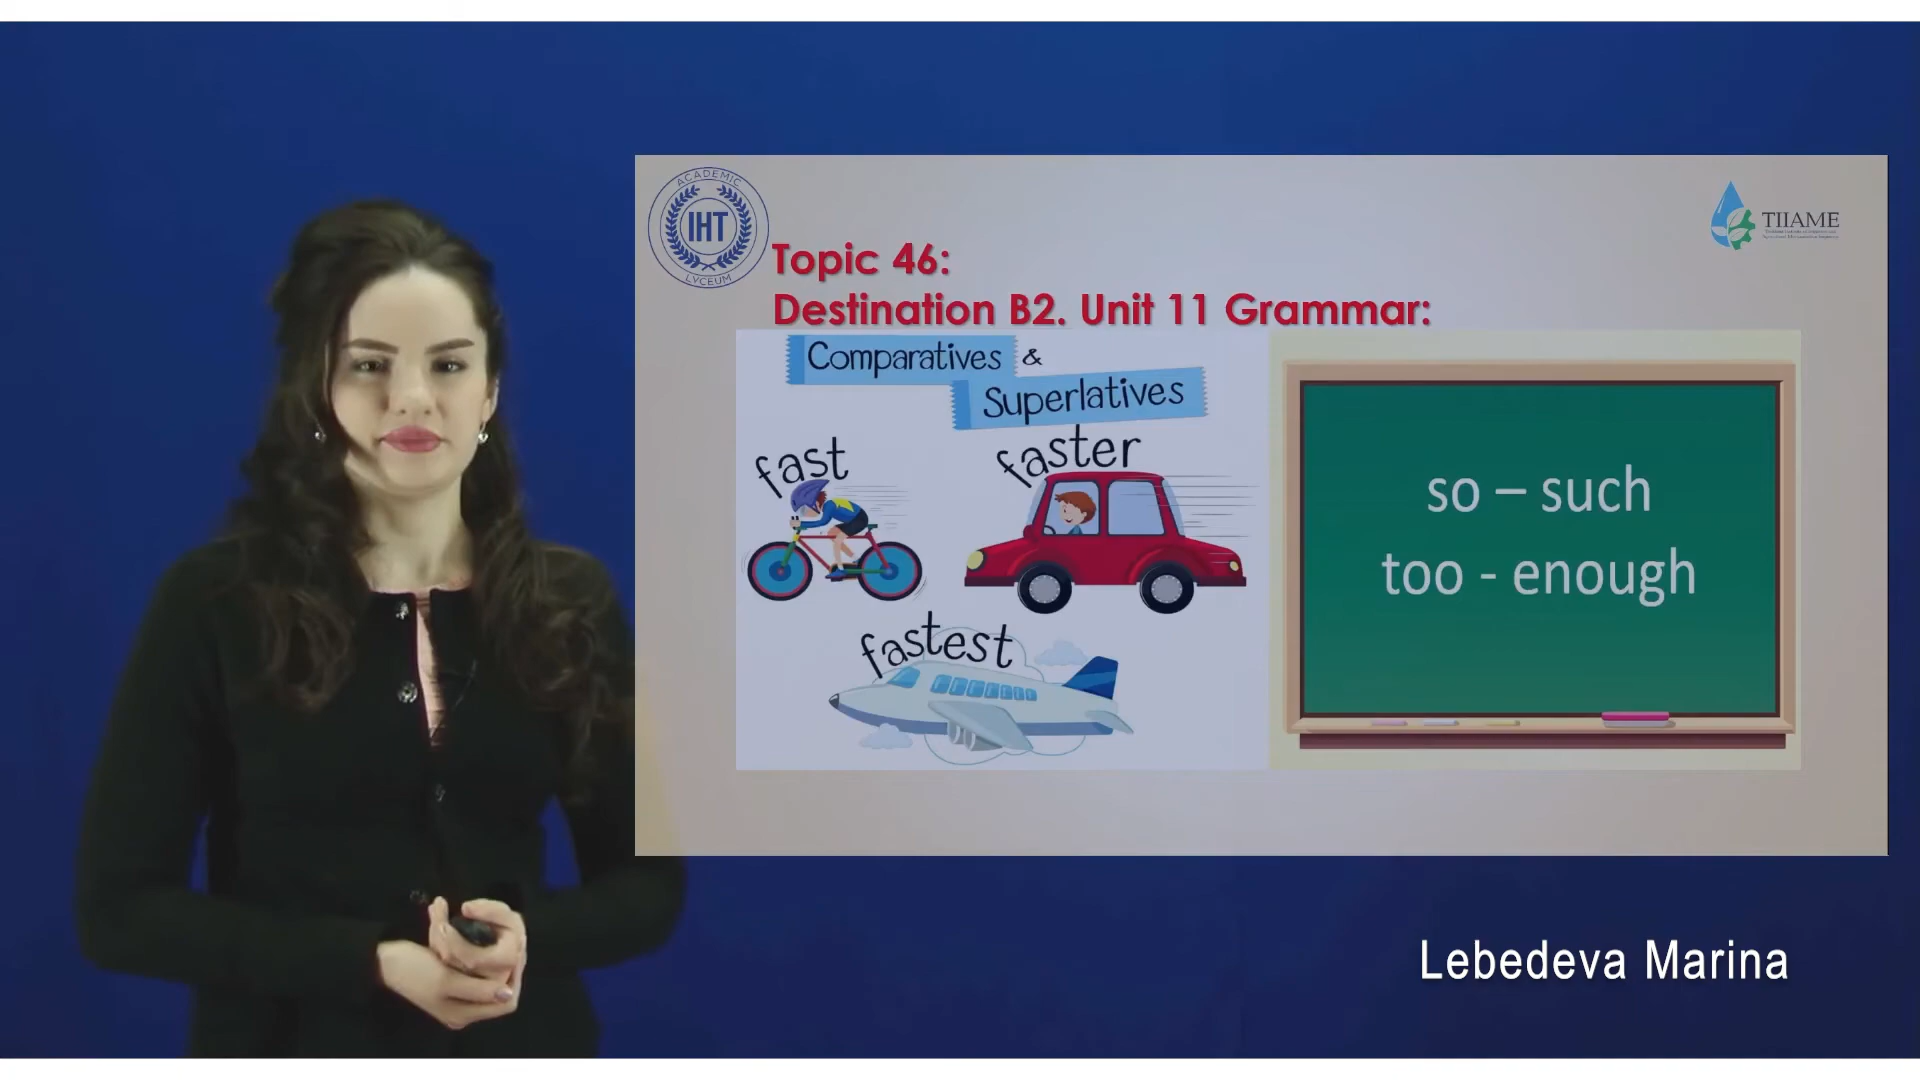 ACADEMIC
IHT
LYCEUM
TIIAME
Topic 46:
Destination B2. Unit 11 Grammar:
Comparatives &
Superlatives
fast
faster
fastest
so – such
too - enough
Lebedeva Marina